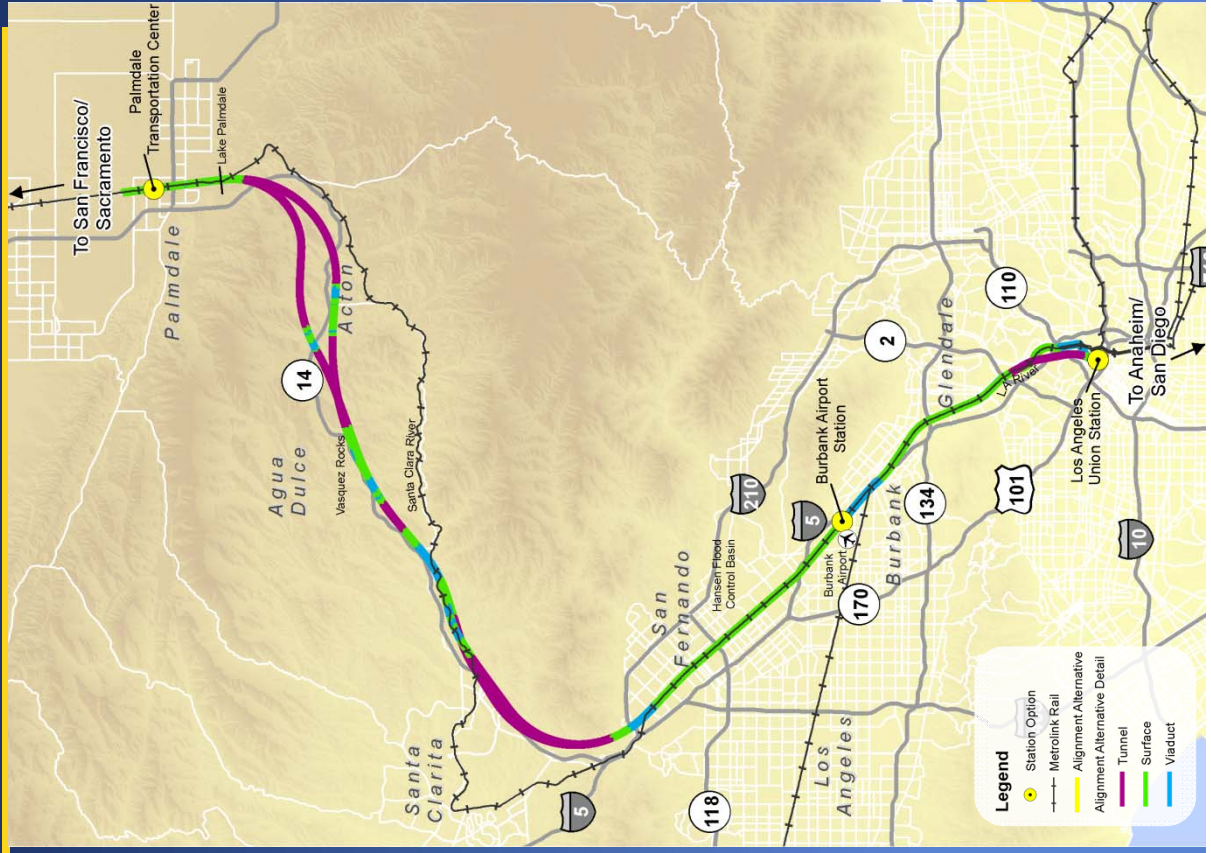 To San Francisco/
Sacramento
Palmdale
Transportation Center
Lake Palmdale
Palmdale
Acton
14
Agua
Dulce
Vasquez Rocks
Santa Clara River
Santa
Clarita
5
118
San
Fernando
Hansen Flood
Control Basin
210
5
Burbank Airport
Station
Burbank
Airport
170
Burbank
134
Los
Angeles
Glendale
2
110
LA River
101
Los Angeles
Union Station
To Anaheim/
San Diego
10
Legend
Station Option
Metrolink Rail
Alignment Alternative
Alignment Alternative Detail
Tunnel
Surface
Viaduct